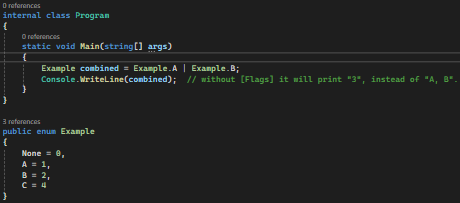 0 references
internal class Program
{
0 references
static void Main(string[] args)
{
Example combined = Example.A | Example.B;
Console.WriteLine(combined);  // without [Flags] it will print "3", instead of "A, B".
}
}
3 references
public enum Example
{
None = 0,
A = 1,
B = 2,
C = 4
}